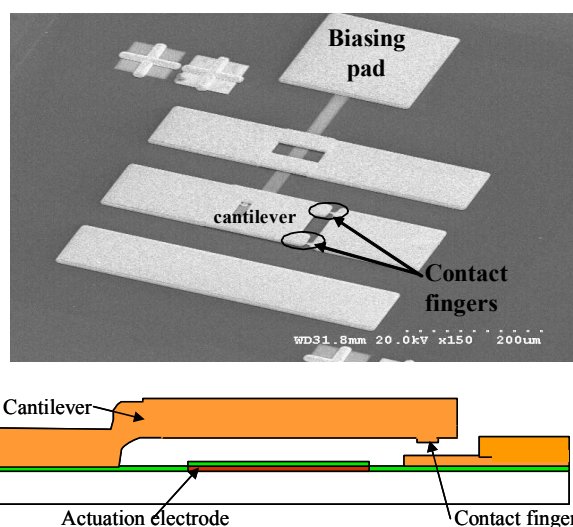 Biasing
pad
cantilever
Contact
fingers
WD31.8mm 20.0kV x150 200um
Cantilever
Actuation electrode
Contact finger